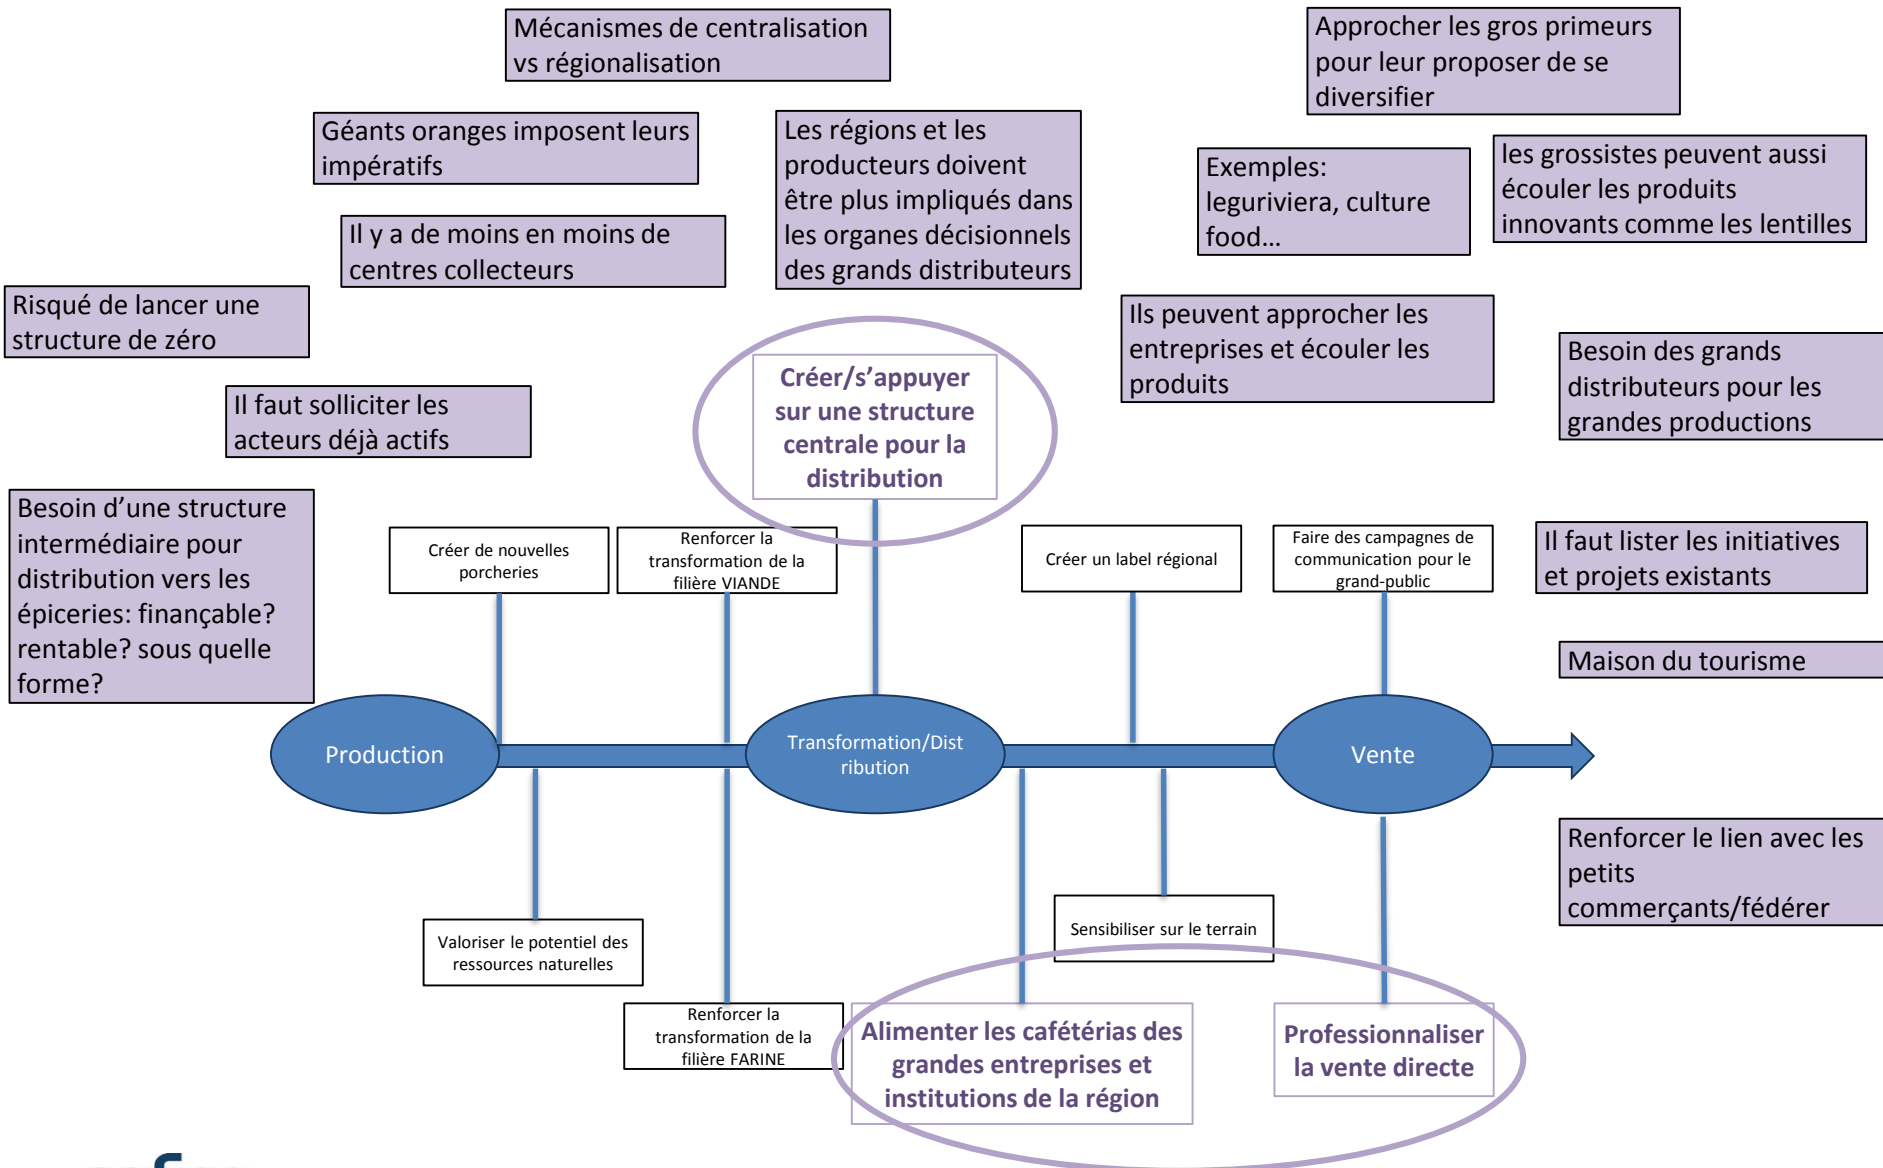 Mécanismes de centralisation
vs régionalisation
Approcher les gros primeurs
pour leur proposer de se
diversifier
Géants oranges imposent leurs
impératifs
Les régions et les
producteurs doivent
être plus impliqués dans
les organes décisionnels
des grands distributeurs
Exemples:
leguriviera, culture
food…
les grossistes peuvent aussi
écouler les produits
innovants comme les lentilles
Il y a de moins en moins de
centres collecteurs
Risqué de lancer une
structure de zéro
Ils peuvent approcher les
entreprises et écouler les
produits
Besoin des grands
distributeurs pour les
grandes productions
Il faut solliciter les
acteurs déjà actifs
Créer/s’appuyer
sur une structure
centrale pour la
distribution
Besoin d’une structure
intermédiaire pour
distribution vers les
épiceries: finançable?
rentable? sous quelle
forme?
Créer de nouvelles
porcheries
Renforcer la
transformation de la
filière VIANDE
Créer un label régional
Faire des campagnes de
communication pour le
grand-public
Il faut lister les initiatives
et projets existants
Maison du tourisme
Production
Transformation/Dist
ribution
Vente
Renforcer le lien avec les
petits
commerçants/fédérer
Valoriser le potentiel des
ressources naturelles
Sensibiliser sur le terrain
Renforcer la
transformation de la
filière FARINE
Alimenter les cafétérias des
grandes entreprises et
institutions de la région
Professionnaliser
la vente directe